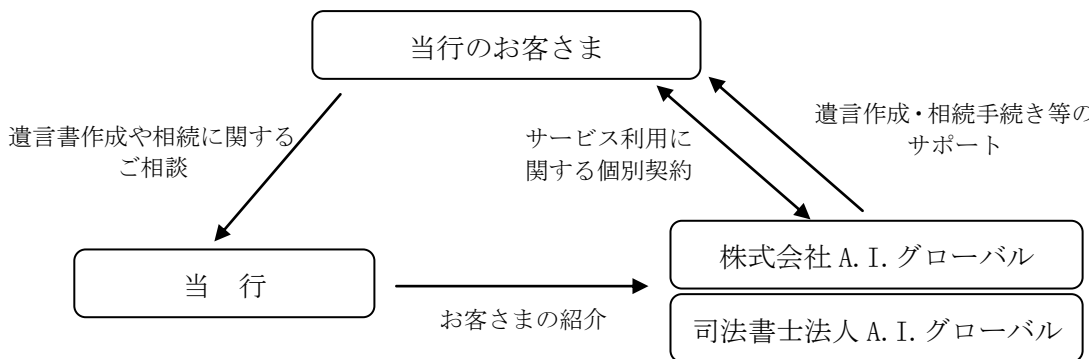 当行のお客さま
遺言書作成や相続に関する
ご相談
サービス利用に
関する個別契約
遺言作成・相続手続き等の
サポート
当 行
お客さまの紹介
株式会社 A.I.グローバル
司法書士法人 A.I.グローバル